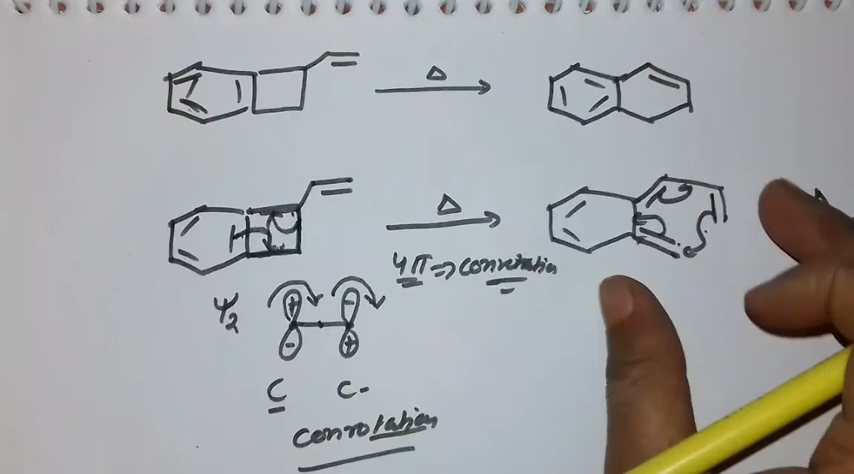 Δ
Δ
4π ⇒ conrotation
Ψ2
+ -
- +
C C-
conrotation